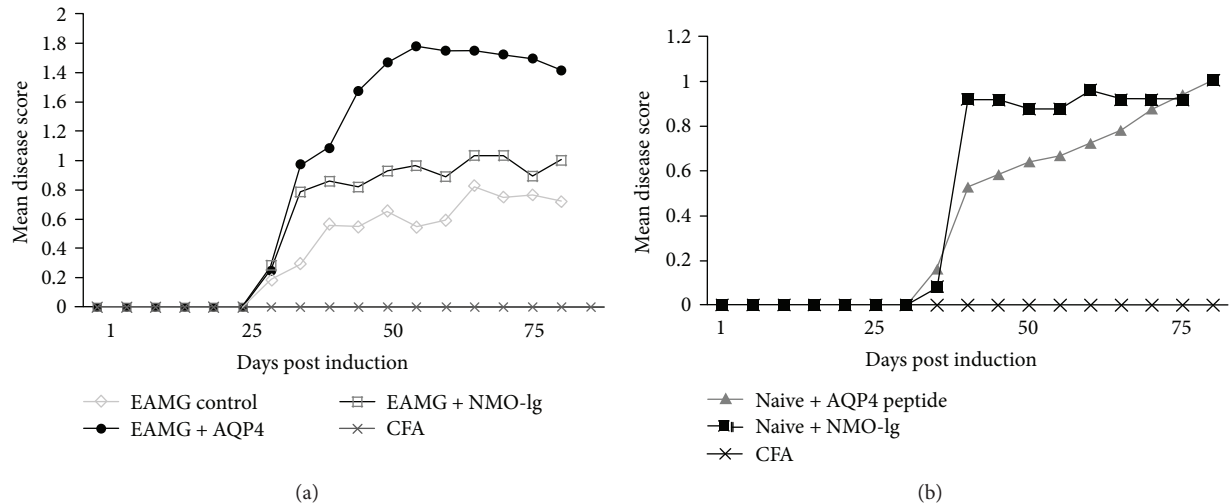 2
1.8
1.4
1.6
1.2
1
0.8
0.6
0.4
0.2
0
Mean disease score
1 25 50 75
Days post induction
EAMG control
EAMG + AQP4
EAMG + NMO-lg
CFA
(a)
1.2
1
0.8
0.6
0.4
0.2
0
Mean disease score
1 25 50 75
Days post induction
Naive + AQP4 peptide
Naive + NMO-lg
CFA
(b)